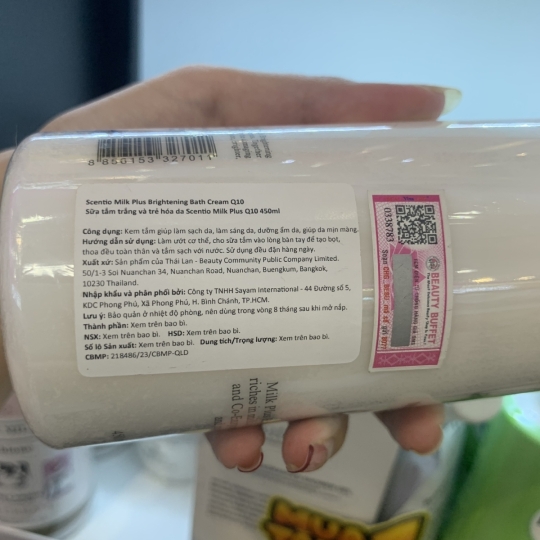 8 850153 327011
Scentio Milk Plus Brightening Bath Cream Q10
Sữa tắm trắng và trẻ hóa da Scentio Milk Plus Q10 450ml
Công dụng: Kem tắm giúp làm sạch da, làm sáng da, dưỡng ẩm da, giúp da mịn màng.
Hướng dẫn sử dụng: Làm ướt cơ thể, cho sữa tắm vào lòng bàn tay để tạo bọt,
thoa đều toàn thân và tắm sạch với nước. Sử dụng đều đặn hàng ngày.
Xuất xứ: Sản phẩm của Thái Lan - Beauty Community Public Company Limited.
50/1-3 Soi Nuanchan 34, Nuanchan Road, Nuanchan, Buengkum, Bangkok,
10230 Thailand.
Nhập khẩu và phân phối bởi: Công ty TNHH Sayam International - 44 Đường số 5,
KDC Phong Phú, Xã Phong Phú, H. Bình Chánh, TP.HCM.
Lưu ý: Bảo quản ở nhiệt độ phòng, nên dùng trong vòng 8 tháng sau khi mở nắp.
Thành phần: Xem trên bao bì.
NSX: Xem trên bao bì. HSD: Xem trên bao bì.
Số lô Sản xuất: Xem trên bao bì. Dung tích/Trọng lượng: Xem trên bao bì.
CBMP: 218486/23/CBMP-QLD
0338783
BEAUTY BUFFET
Milk Plus
riches in
and Co-E